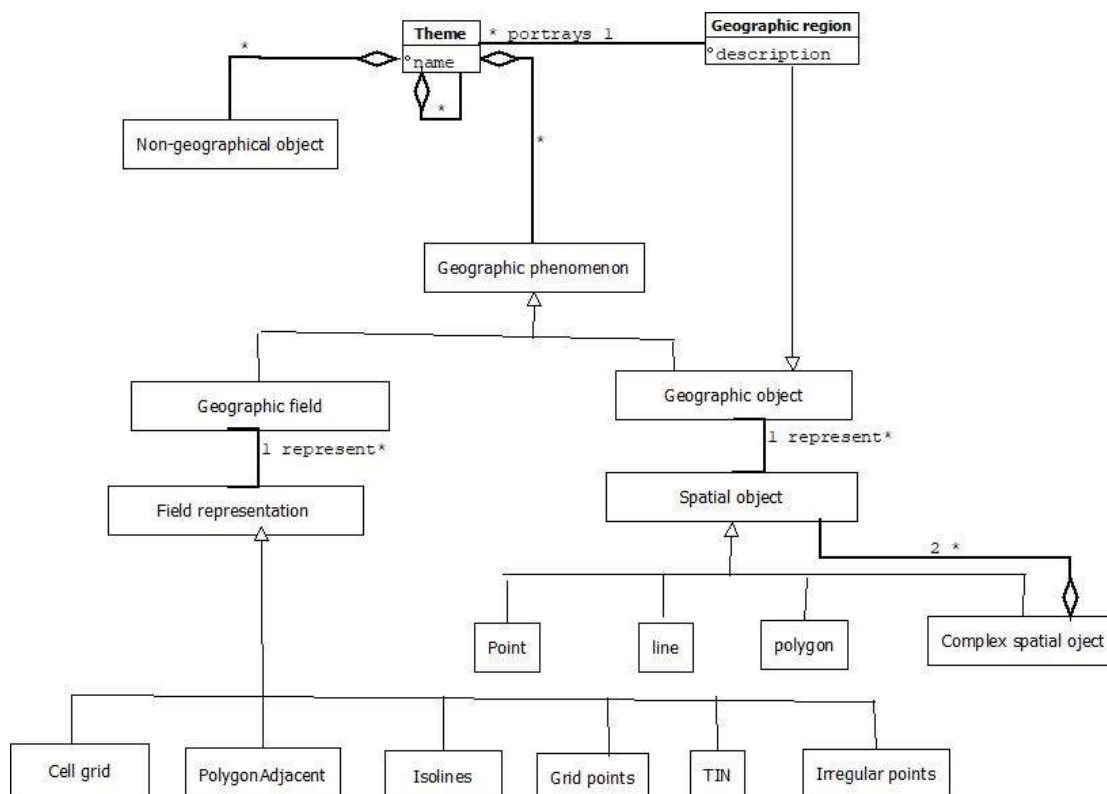 Theme
name
* portrays 1
Geographic region
description
*
*
*
Non-geographical object
Geographic phenomenon
Geographic field
Geographic object
1 represent*
1 represent*
Field representation
Spatial object
2 *
Point
line
polygon
Complex spatial oject
Cell grid
PolygonAdjacent
Isolines
Grid points
TIN
Irregular points